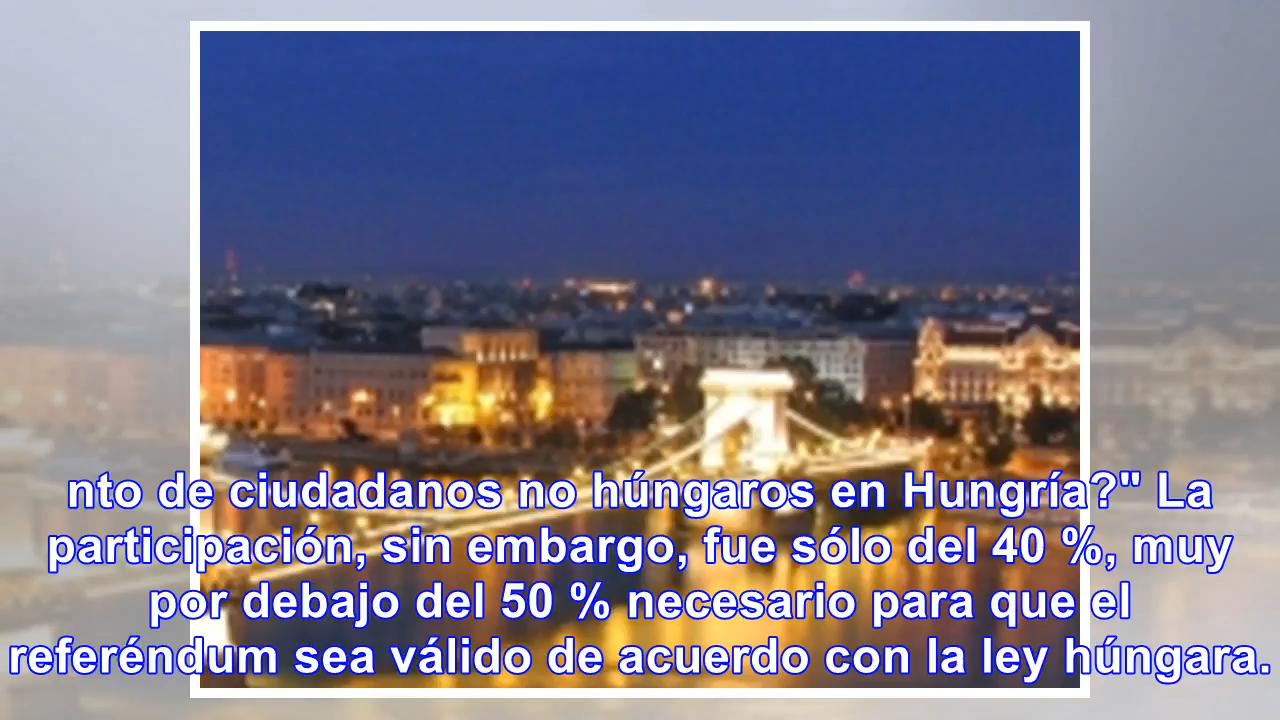 nto de ciudadanos no húngaros en Hungría?" La
participación, sin embargo, fue sólo del 40 %, muy
por debajo del 50 % necesario para que el
referéndum sea válido de acuerdo con la ley húngara.